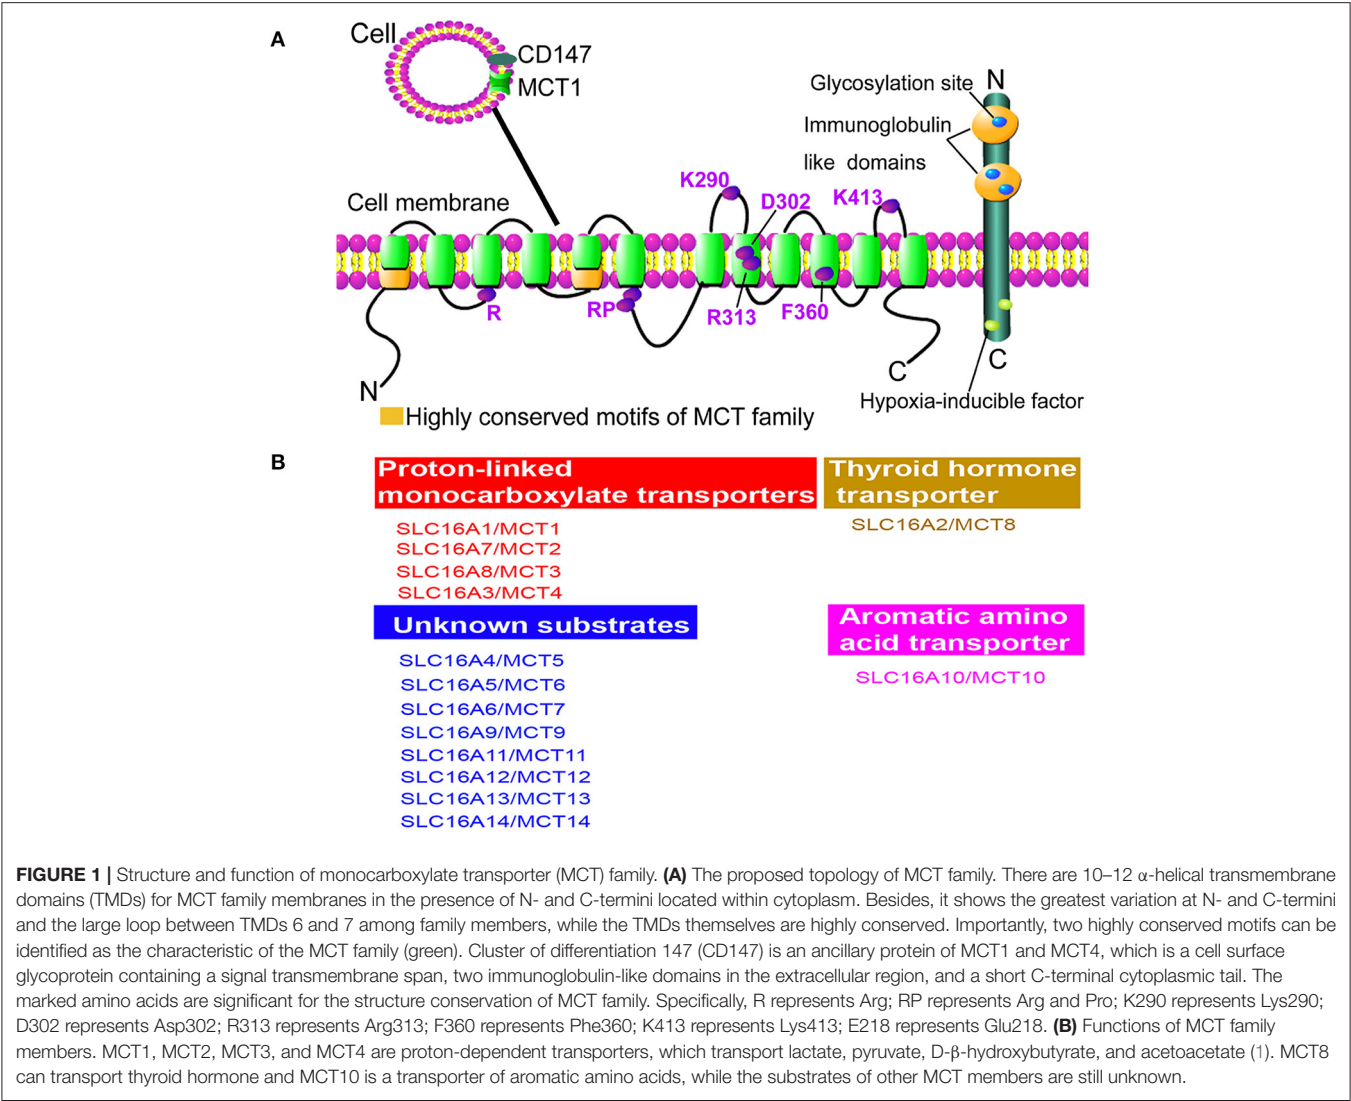 A
Cell
CD147
MCT1
N
Glycosylation site
Immunoglobulin
like domains
K290
D302
K413
Cell membrane
R
RP
R313
F360
N
C
C
Hypoxia-inducible factor
Highly conserved motifs of MCT family
B
Proton-linked
monocarboxylate transporters
SLC16A1/MCT1
SLC16A7/MCT2
SLC16A8/MCT3
SLC16A3/MCT4
Thyroid hormone
transporter
SLC16A2/MCT8
Unknown substrates
SLC16A4/MCT5
SLC16A5/MCT6
SLC16A6/MCT7
SLC16A9/MCT9
SLC16A11/MCT11
SLC16A12/MCT12
SLC16A13/MCT13
SLC16A14/MCT14
Aromatic amino
acid transporter
SLC16A10/MCT10
FIGURE 1 | Structure and function of monocarboxylate transporter (MCT) family. (A) The proposed topology of MCT family. There are 10–12 α-helical transmembrane
domains (TMDs) for MCT family membranes in the presence of N- and C-termini located within cytoplasm. Besides, it shows the greatest variation at N- and C-termini
and the large loop between TMDs 6 and 7 among family members, while the TMDs themselves are highly conserved. Importantly, two highly conserved motifs can be
identified as the characteristic of the MCT family (green). Cluster of differentiation 147 (CD147) is an ancillary protein of MCT1 and MCT4, which is a cell surface
glycoprotein containing a signal transmembrane span, two immunoglobulin-like domains in the extracellular region, and a short C-terminal cytoplasmic tail. The
marked amino acids are significant for the structure conservation of MCT family. Specifically, R represents Arg; RP represents Arg and Pro; K290 represents Lys290;
D302 represents Asp302; R313 represents Arg313; F360 represents Phe360; K413 represents Lys413; E218 represents Glu218. (B) Functions of MCT family
members. MCT1, MCT2, MCT3, and MCT4 are proton-dependent transporters, which transport lactate, pyruvate, D-β-hydroxybutyrate, and acetoacetate (1). MCT8
can transport thyroid hormone and MCT10 is a transporter of aromatic amino acids, while the substrates of other MCT members are still unknown.